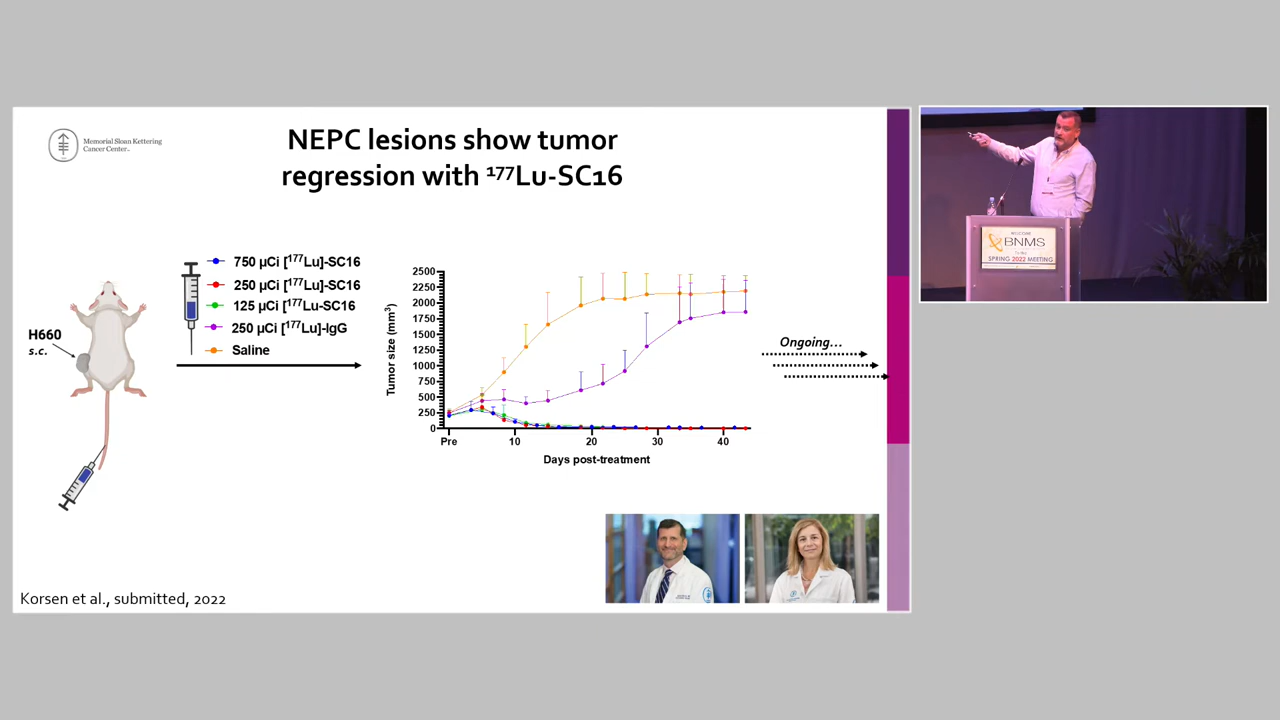 Memorial Sloan Kettering
Cancer Center
NEPC lesions show tumor
regression with ¹⁷⁷Lu-SC16
750 µCi [¹⁷⁷Lu]-SC16
250 µCi [¹⁷⁷Lu]-SC16
125 µCi [¹⁷⁷Lu-SC16
250 µCi [¹⁷⁷Lu]-IgG
Saline
H660
s.c.
Tumor size (mm³)
2500
2250
2000
1750
1500
1250
1000
750
500
250
0
Pre
10
20
30
40
Days post-treatment
Ongoing...
Korsen et al., submitted, 2022
WELCOME
BNMS
SPRING 2022 MEETING